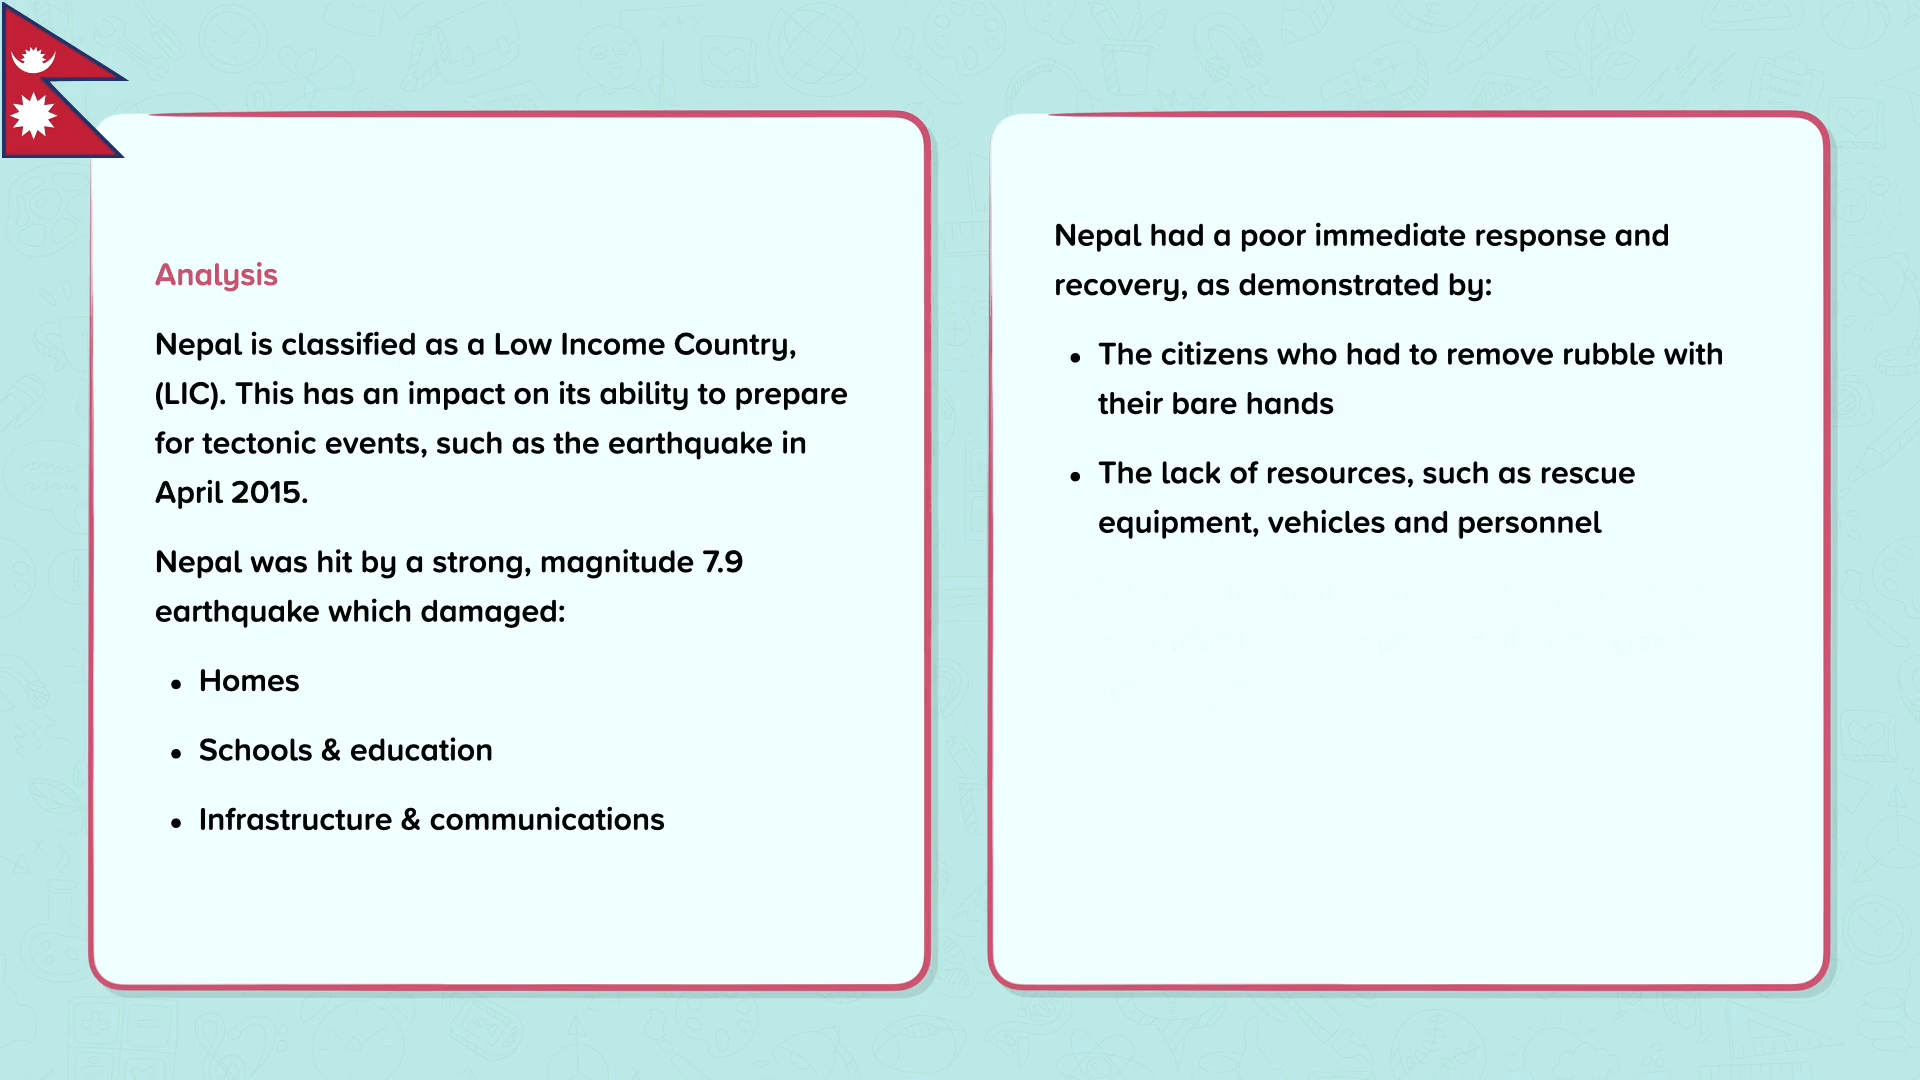 Analysis
Nepal is classified as a Low Income Country,
(LIC). This has an impact on its ability to prepare
for tectonic events, such as the earthquake in
April 2015.
Nepal was hit by a strong, magnitude 7.9
earthquake which damaged:
• Homes
• Schools & education
• Infrastructure & communications
Nepal had a poor immediate response and
recovery, as demonstrated by:
• The citizens who had to remove rubble with
their bare hands
• The lack of resources, such as rescue
equipment, vehicles and personnel